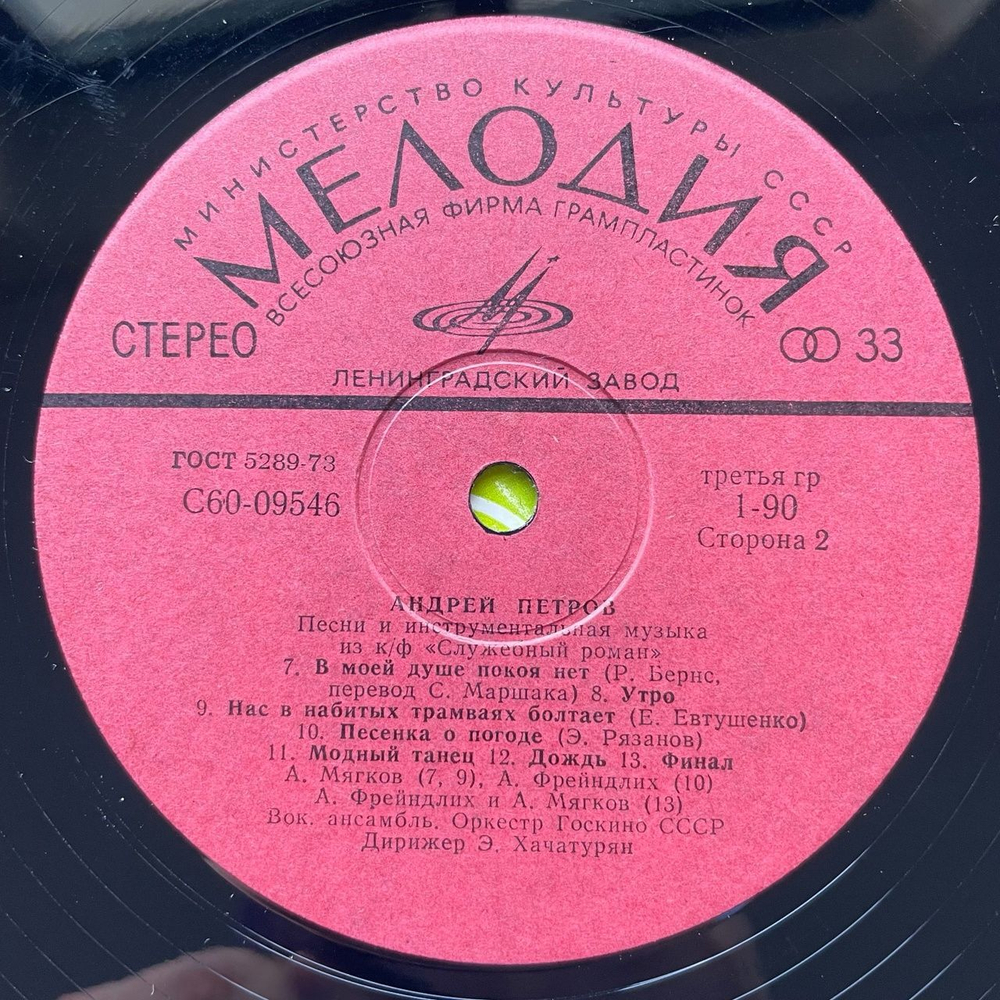 МИНИСТЕРСТВО КУЛЬТУРЫ СССР
МЕЛОДИЯ
ВСЕСОЮЗНАЯ ФИРМА ГРАМПЛАСТИНОК
СТЕРЕО
33
ЛЕНИНГРАДСКИЙ ЗАВОД
ГОСТ 5289-73
С60-09546
третья гр
1-90
Сторона 2
АНДРЕЙ ПЕТРОВ
Песни и инструментальная музыка
из к/ф «Служебный роман»
7. В моей душе покоя нет (Р. Бернс,
перевод С. Маршака) 8. Утро
9. Нас в набитых трамваях болтает (Е. Евтушенко)
10. Песенка о погоде (Э. Рязанов)
11. Модный танец 12. Дождь 13. Финал
А. Мягков (7, 9), А. Фрейндлих (10)
А. Фрейндлих и А. Мягков (13)
Вок. ансамбль. Оркестр Госкино СССР
Дирижер Э. Хачатурян